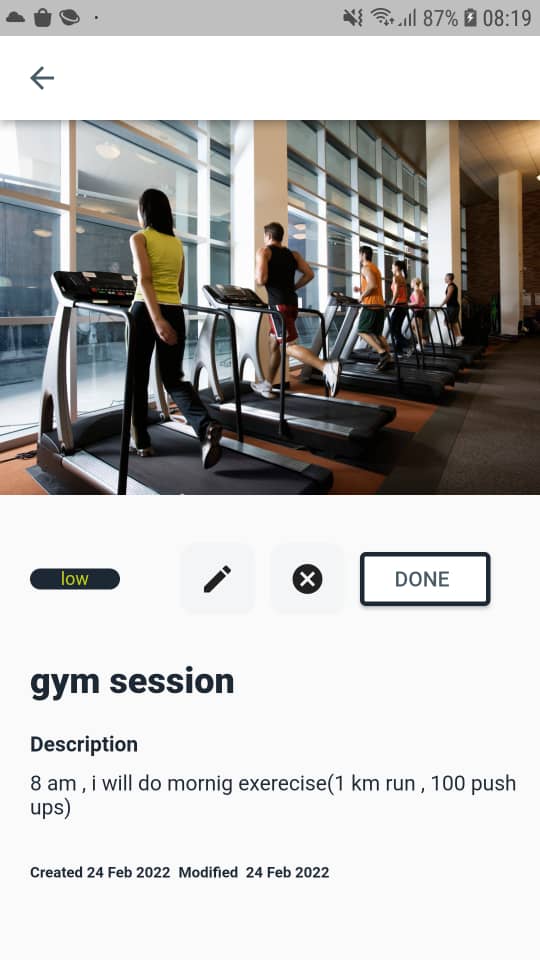 87% 08:19
low
DONE
gym session
Description
8 am , i will do mornig exerecise(1 km run , 100 push
ups)
Created 24 Feb 2022  Modified  24 Feb 2022